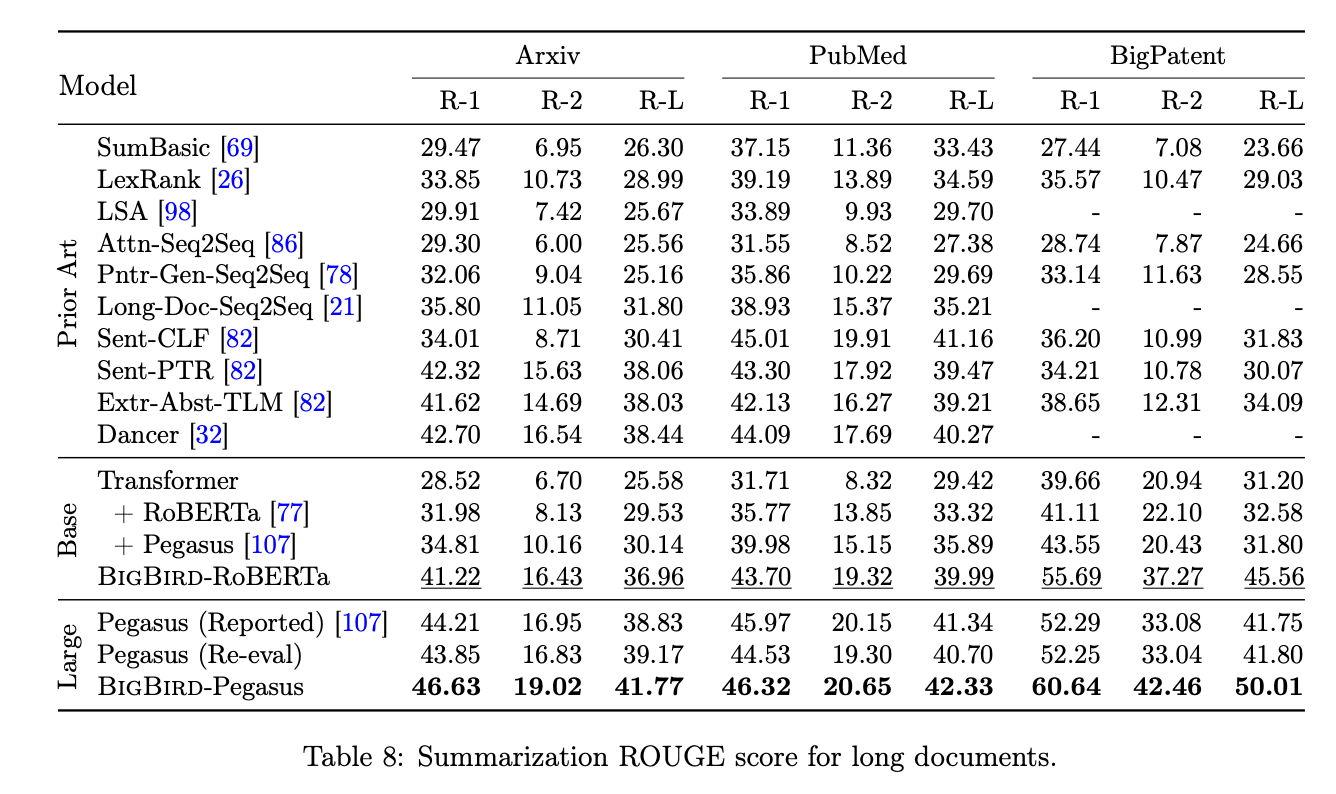 Model Arxiv PubMed BigPatent
R-1 R-2 R-L R-1 R-2 R-L R-1 R-2 R-L
Prior Art
SumBasic [69] 29.47 6.95 26.30 37.15 11.36 33.43 27.44 7.08 23.66
LexRank [26] 33.85 10.73 28.99 39.19 13.89 34.59 35.57 10.47 29.03
LSA [98] 29.91 7.42 25.67 33.89 9.93 29.70 - - -
Attn-Seq2Seq [86] 29.30 6.00 25.56 31.55 8.52 27.38 28.74 7.87 24.66
Pntr-Gen-Seq2Seq [78] 32.06 9.04 25.16 35.86 10.22 29.69 33.14 11.63 28.55
Long-Doc-Seq2Seq [21] 35.80 11.05 31.80 38.93 15.37 35.21 - - -
Sent-CLF [82] 34.01 8.71 30.41 45.01 19.91 41.16 36.20 10.99 31.83
Sent-PTR [82] 42.32 15.63 38.06 43.30 17.92 39.47 34.21 10.78 30.07
Extr-Abst-TLM [82] 41.62 14.69 38.03 42.13 16.27 39.21 38.65 12.31 34.09
Dancer [32] 42.70 16.54 38.44 44.09 17.69 40.27 - - -
Base
Transformer 28.52 6.70 25.58 31.71 8.32 29.42 39.66 20.94 31.20
+ RoBERTa [77] 31.98 8.13 29.53 35.77 13.85 33.32 41.11 22.10 32.58
+ Pegasus [107] 34.81 10.16 30.14 39.98 15.15 35.89 43.55 20.43 31.80
BIGBIRD-RoBERTa 41.22 16.43 36.96 43.70 19.32 39.99 55.69 37.27 45.56
Large
Pegasus (Reported) [107] 44.21 16.95 38.83 45.97 20.15 41.34 52.29 33.08 41.75
Pegasus (Re-eval) 43.85 16.83 39.17 44.53 19.30 40.70 52.25 33.04 41.80
BIGBIRD-Pegasus 46.63 19.02 41.77 46.32 20.65 42.33 60.64 42.46 50.01
Table 8: Summarization ROUGE score for long documents.